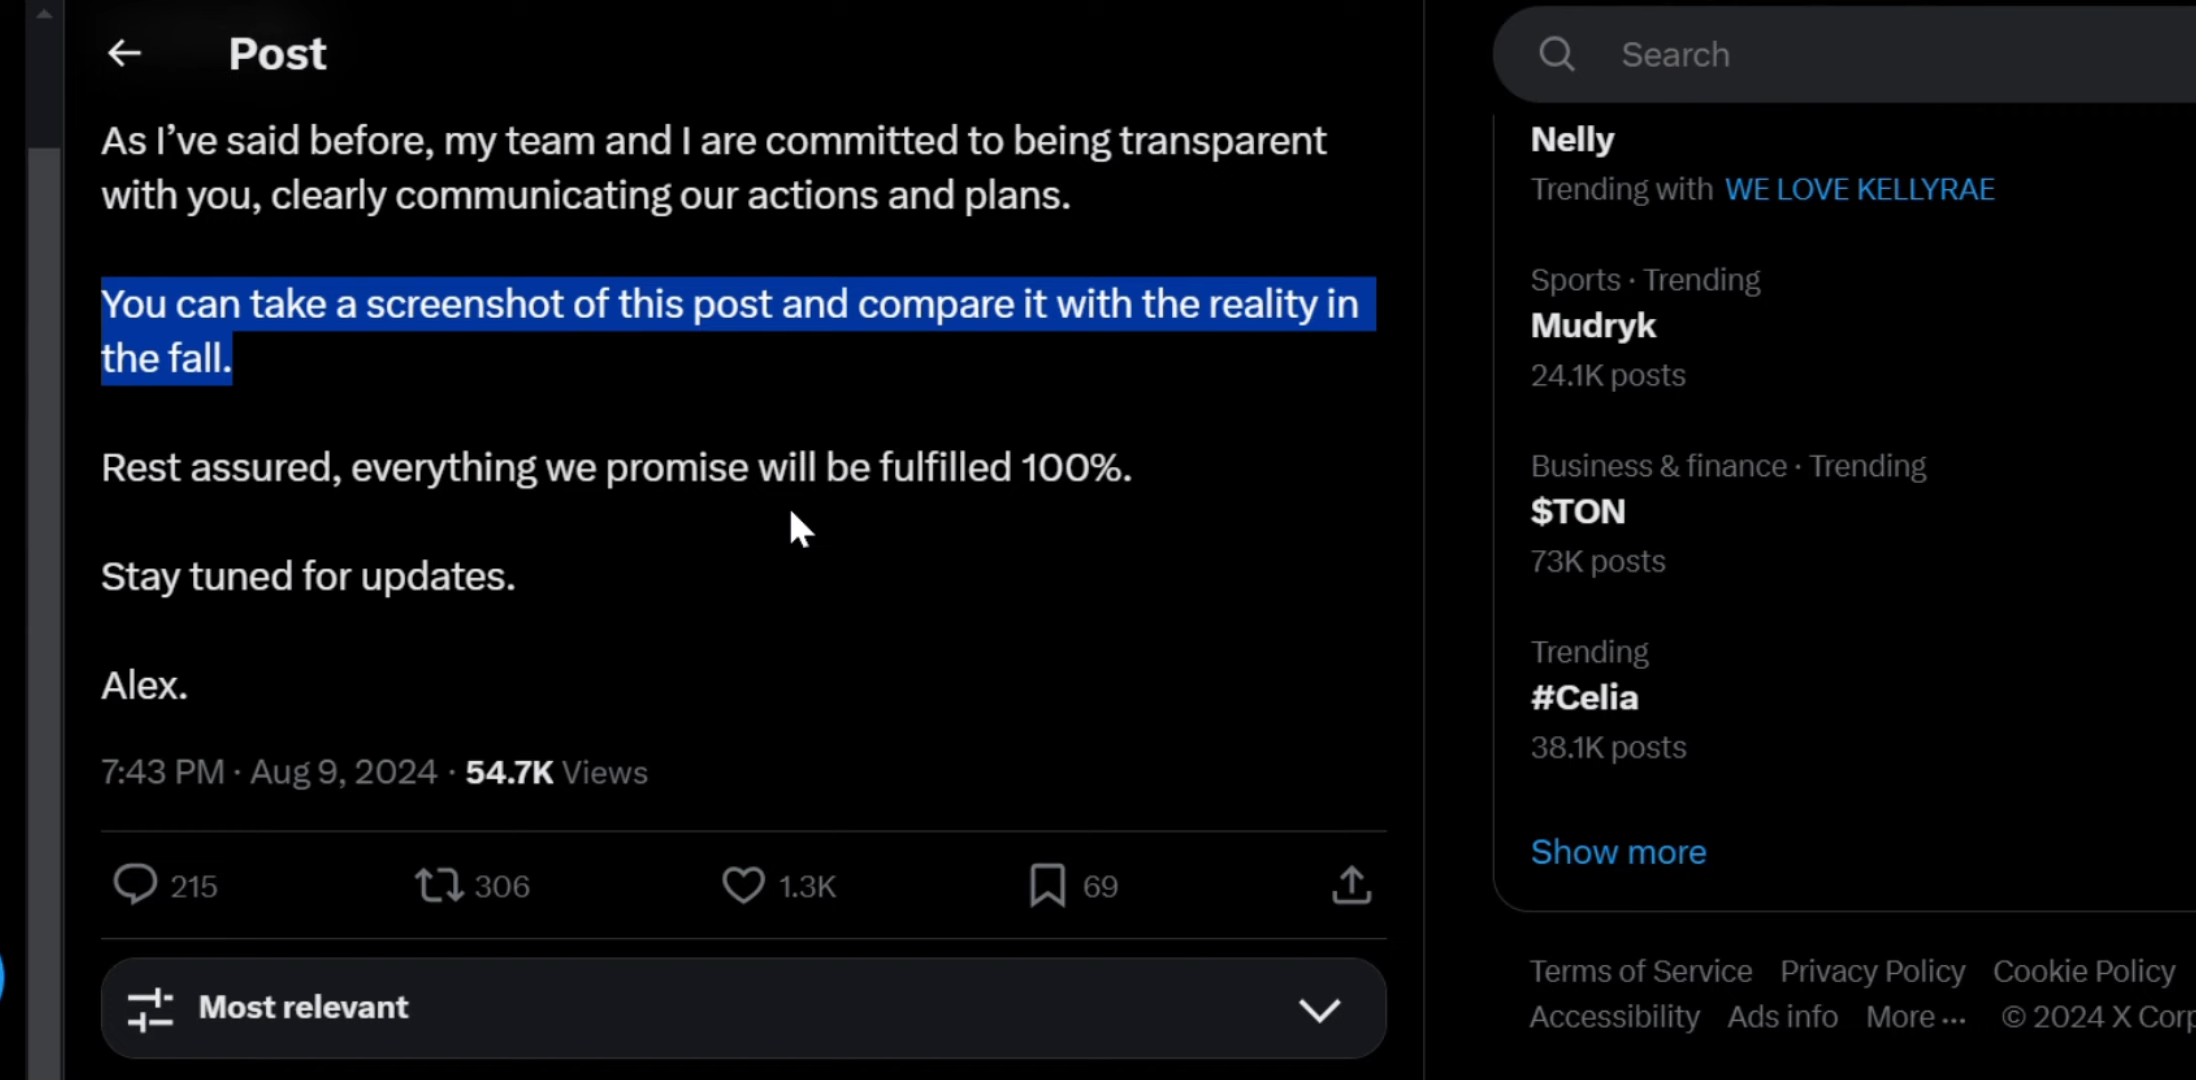 Post
As I’ve said before, my team and I are committed to being transparent
with you, clearly communicating our actions and plans.
You can take a screenshot of this post and compare it with the reality in
the fall.
Rest assured, everything we promise will be fulfilled 100%.
Stay tuned for updates.
Alex.
7:43 PM · Aug 9, 2024 · 54.7K Views
215 306 1.3K 69
Most relevant
Search
Nelly
Trending with WE LOVE KELLYRAE
Sports · Trending
Mudryk
24.1K posts
Business & finance · Trending
$TON
73K posts
Trending
#Celia
38.1K posts
Show more
Terms of Service Privacy Policy Cookie Policy
Accessibility Ads info More ··· © 2024 X Corp